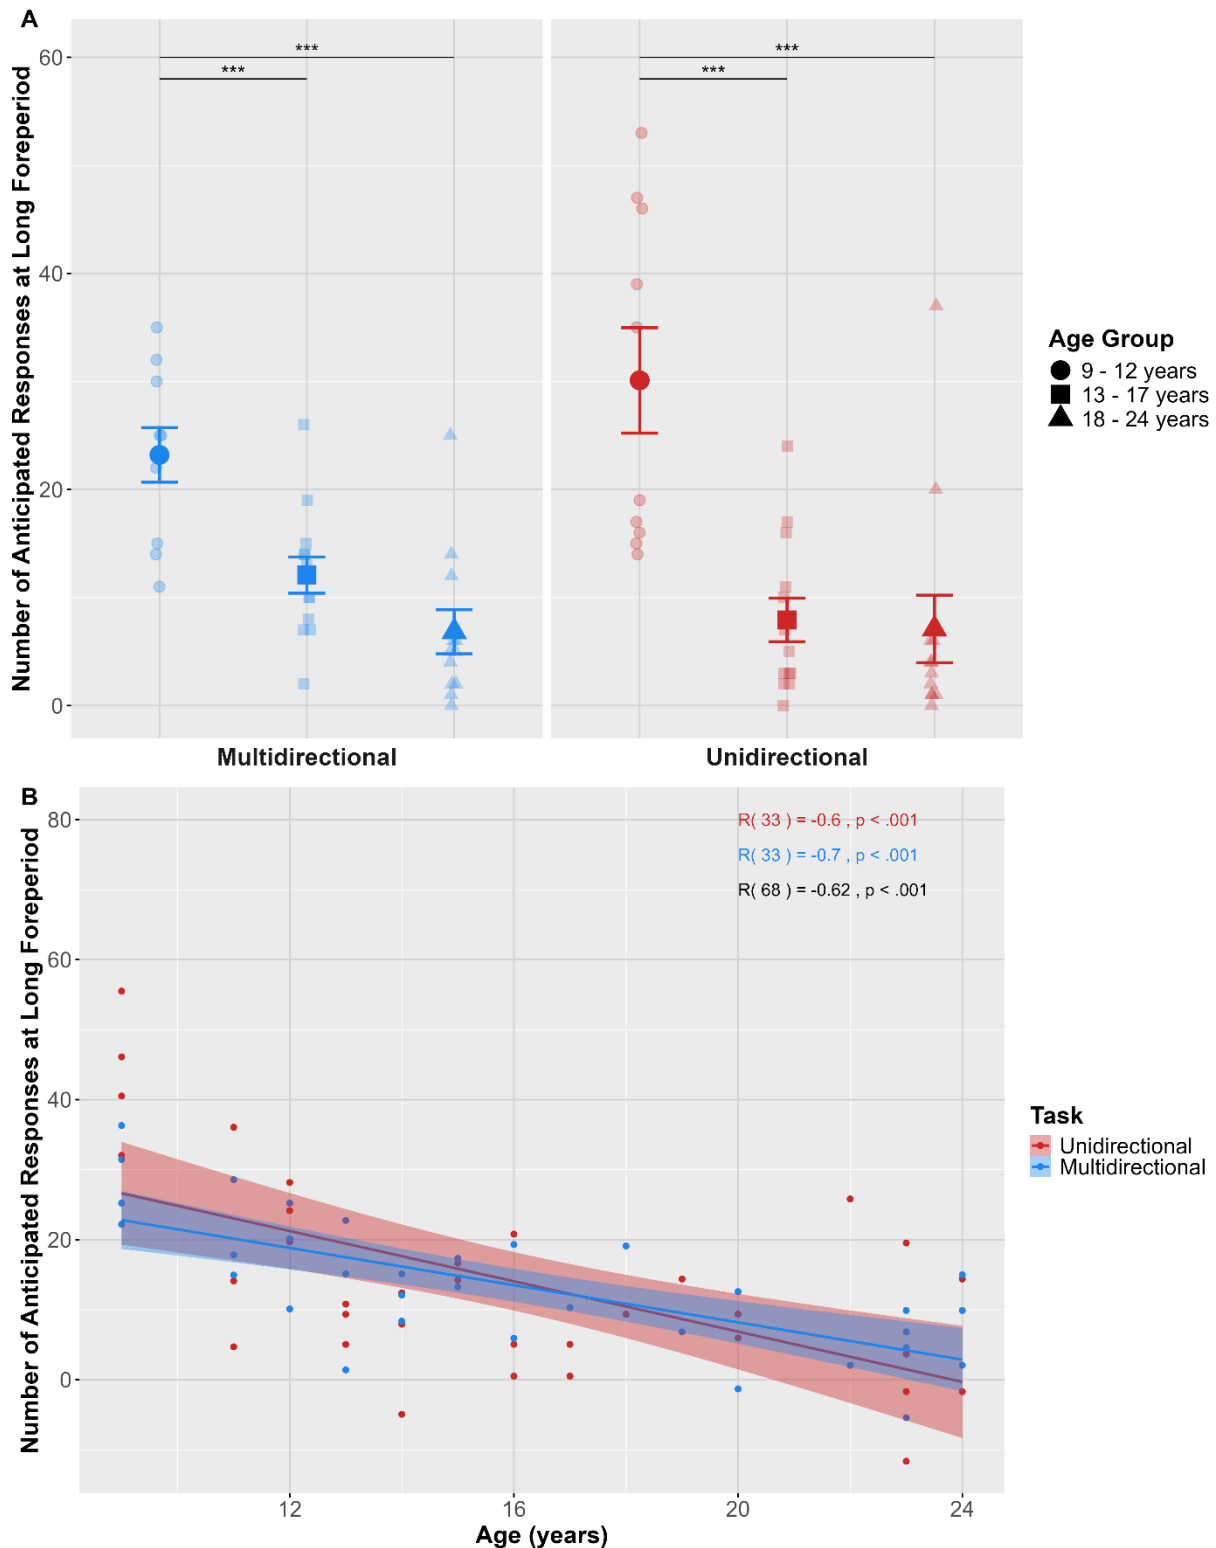 A
Number of Anticipated Responses at Long Foreperiod
60
40
20
0
***
***
***
***
Multidirectional
Unidirectional
Age Group
9 - 12 years
13 - 17 years
18 - 24 years
B
Number of Anticipated Responses at Long Foreperiod
80
60
40
20
0
R( 33 ) = -0.6 , p < .001
R( 33 ) = -0.7 , p < .001
R( 68 ) = -0.62 , p < .001
12
16
20
24
Age (years)
Task
Unidirectional
Multidirectional